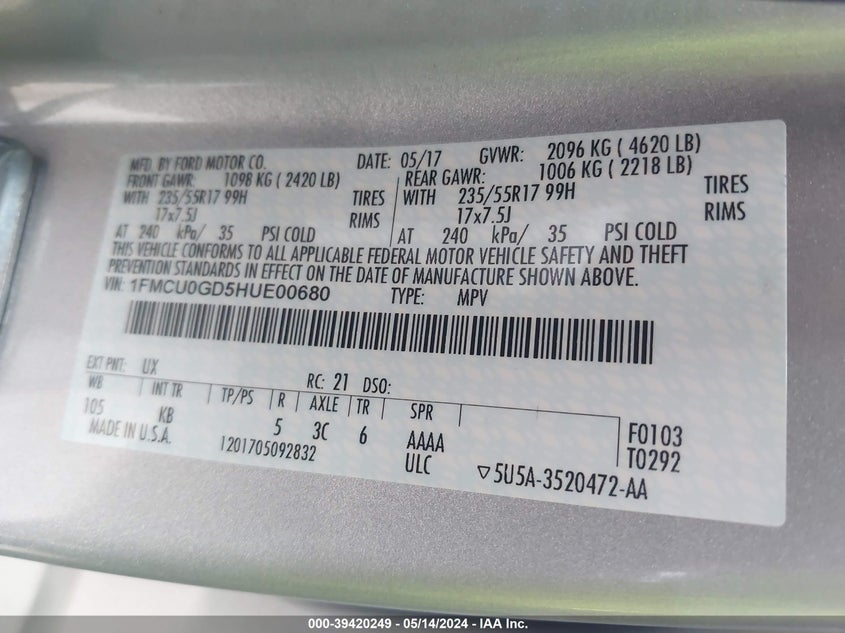 MFD. BY FORD MOTOR CO. DATE: 05/17 GVWR: 2096 KG ( 4620 LB)
FRONT GAWR: 1098 KG ( 2420 LB) REAR GAWR: 1006 KG ( 2218 LB)
WITH 235/55R17 99H TIRES WITH 235/55R17 99H TIRES
17x7.5J RIMS 17x7.5J RIMS
AT 240 kPa/ 35 PSI COLD AT 240 kPa/ 35 PSI COLD
THIS VEHICLE CONFORMS TO ALL APPLICABLE FEDERAL MOTOR VEHICLE SAFETY AND THEFT
PREVENTION STANDARDS IN EFFECT ON THE DATE OF MANUFACTURE SHOWN ABOVE.
VIN: 1FMCU0GD5HUE00680 TYPE: MPV
EXT PNT: UX RC: 21 DSO:
WB INT TR TP/PS R AXLE TR SPR
105 KB 5 3C 6 AAAA F0103
MADE IN U.S.A. 1201705092832 ULC T0292
▽5U5A-3520472-AA
000-39420249 - 05/14/2024 - IAA Inc.